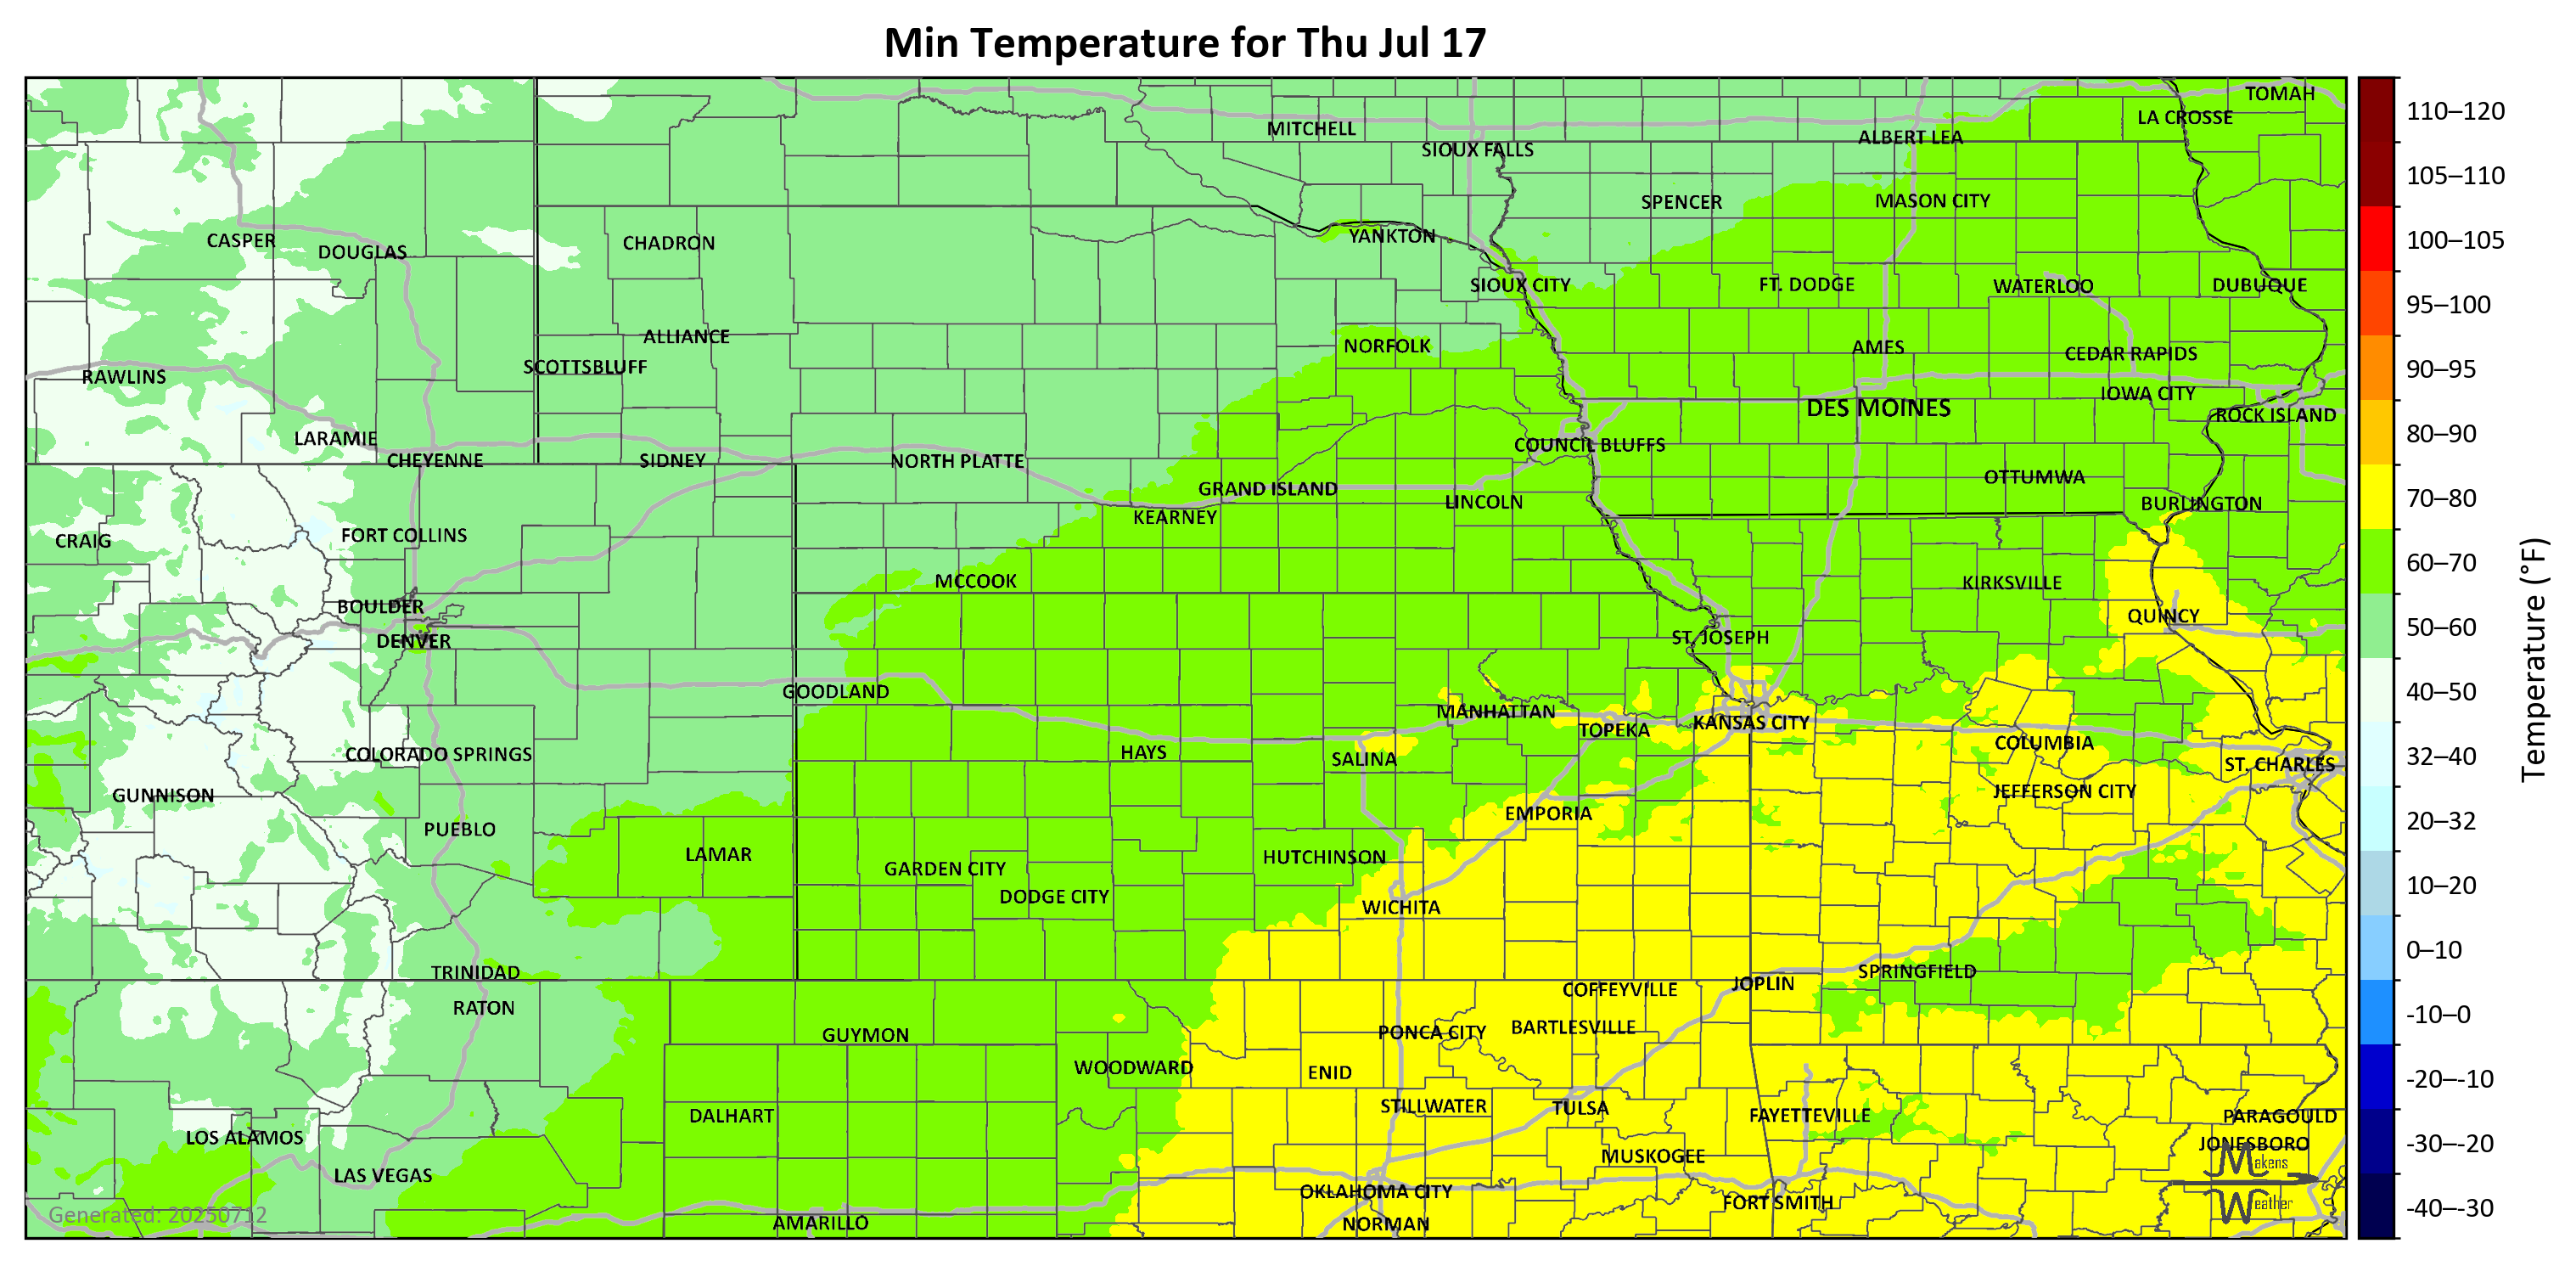 Min Temperature for Thu Jul 17
TOMAH
LA CROSSE
MITCHELL
ALBERT LEA
SIOUX FALLS
SPENCER
MASON CITY
CASPER
DOUGLAS
CHADRON
YANKTON
SIOUX CITY
FT. DODGE
WATERLOO
DUBUQUE
ALLIANCE
NORFOLK
AMES
CEDAR RAPIDS
SCOTTSBLUFF
RAWLINS
IOWA CITY
DES MOINES
ROCK ISLAND
LARAMIE
COUNCIL BLUFFS
CHEYENNE
SIDNEY
NORTH PLATTE
OTTUMWA
GRAND ISLAND
LINCOLN
BURLINGTON
KEARNEY
FORT COLLINS
CRAIG
MCCOOK
KIRKSVILLE
BOULDER
QUINCY
DENVER
ST. JOSEPH
GOODLAND
MANHATTAN
KANSAS CITY
TOPEKA
COLUMBIA
COLORADO SPRINGS
HAYS
SALINA
ST. CHARLES
GUNNISON
JEFFERSON CITY
EMPORIA
PUEBLO
LAMAR
HUTCHINSON
GARDEN CITY
DODGE CITY
WICHITA
TRINIDAD
SPRINGFIELD
JOPLIN
COFFEYVILLE
RATON
BARTLESVILLE
PONCA CITY
GUYMON
WOODWARD
ENID
STILLWATER
TULSA
DALHART
FAYETTEVILLE
PARAGOULD
LOS ALAMOS
JONESBORO
MUSKOGEE
LAS VEGAS
OKLAHOMA CITY
FORT SMITH
AMARILLO
NORMAN
Generated: 20250712
Makens
Weather
110–120
105–110
100–105
95–100
90–95
80–90
70–80
60–70
50–60
40–50
32–40
20–32
10–20
0–10
-10–0
-20–-10
-30–-20
-40–-30
Temperature (°F)